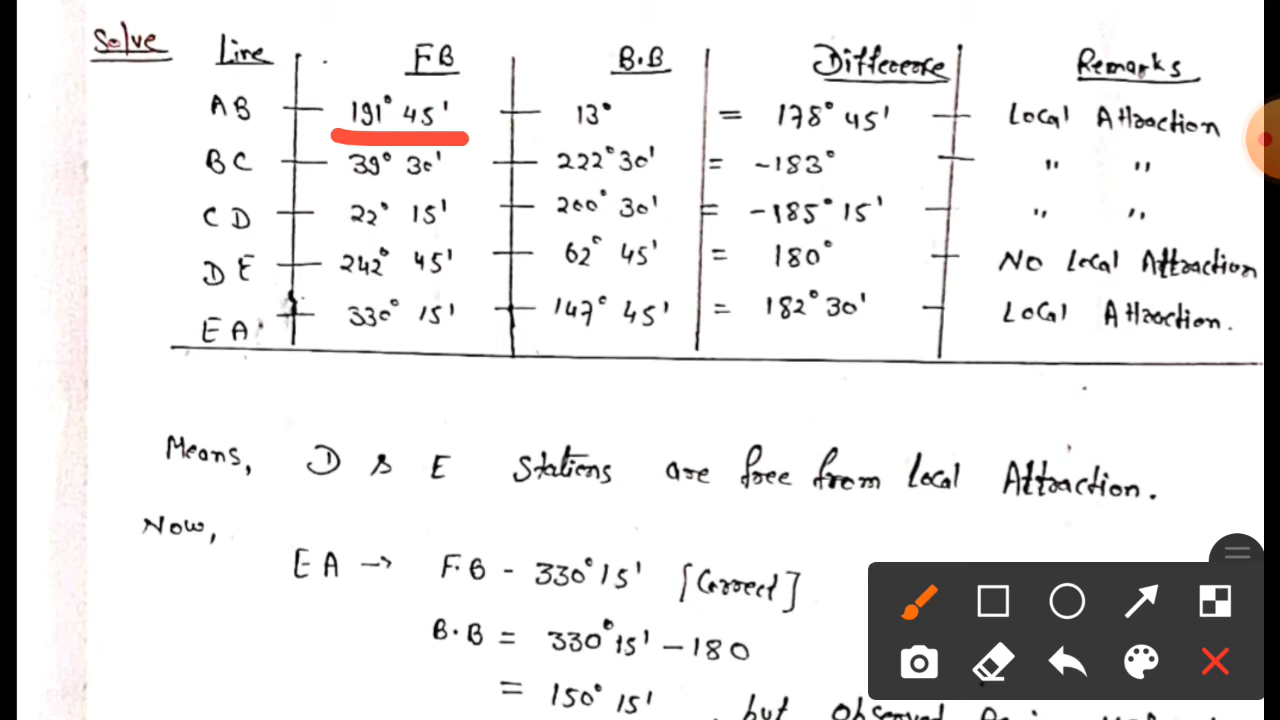 Solve Line FB B.B Difference Remarks
AB 191° 45' 13° = 178° 45' Local Attraction
BC 39° 30' 222° 30' = -183° " "
CD 22° 15' 200° 30' = -185° 15' " "
DE 242° 45' 62° 45' = 180° No Local Attraction
EA 330° 15' 147° 45' = 182° 30' Local Attraction.
Means, D & E Stations are free from Local Attraction.
Now,
EA → F.B - 330° 15' [Correct]
B.B = 330° 15' - 180
= 150° 15' but observed